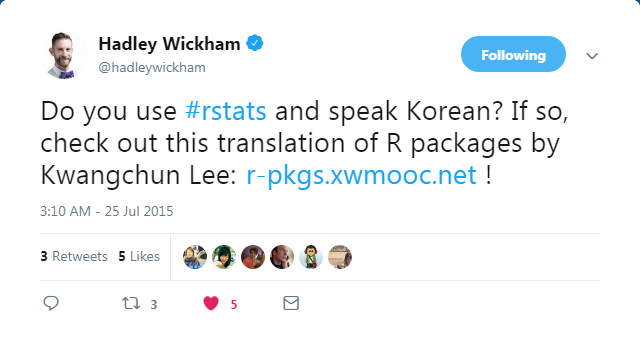 Hadley Wickham
@hadleywickham
Following
Do you use #rstats and speak Korean? If so,
check out this translation of R packages by
Kwangchun Lee: r-pkgs.xwmooc.net !
3:10 AM - 25 Jul 2015
3 Retweets 5 Likes
3 5